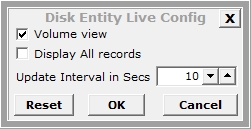 Disk Entity Live Config X
Volume view
Display All records
Update Interval in Secs 10
Reset OK Cancel